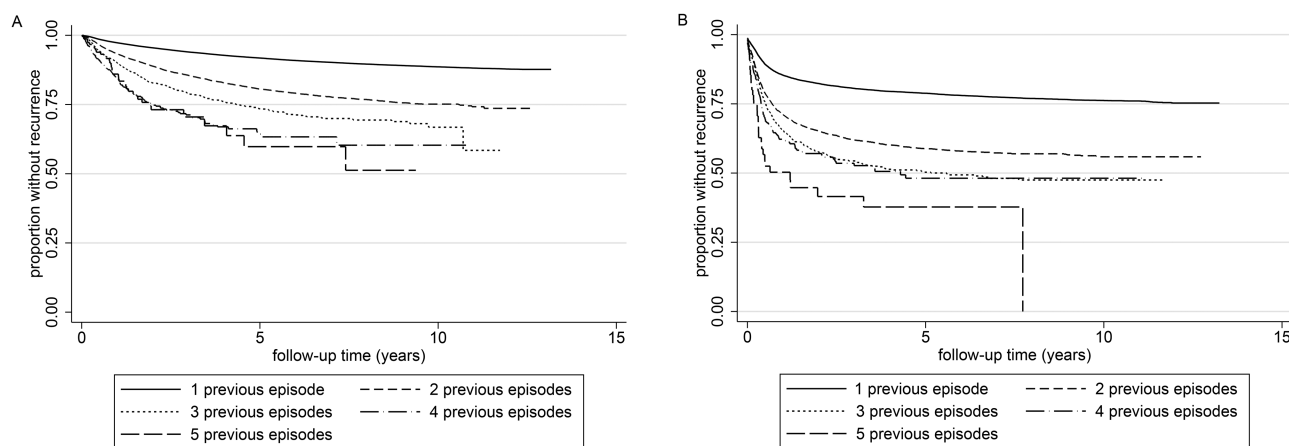 A
proportion without recurrence
1.00
0.75
0.50
0.25
0.00
0 5 10 15
follow-up time (years)
1 previous episode 2 previous episodes
3 previous episodes 4 previous episodes
5 previous episodes
B
proportion without recurrence
1.00
0.75
0.50
0.25
0.00
0 5 10 15
follow-up time (years)
1 previous episode 2 previous episodes
3 previous episodes 4 previous episodes
5 previous episodes